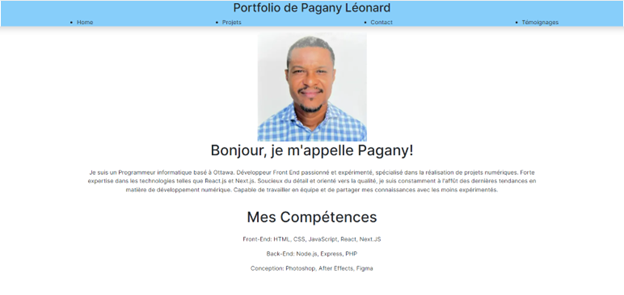 Portfolio de Pagany Léonard
Home
Projets
Contact
Témoignages
Bonjour, je m'appelle Pagany!
Je suis un Programmeur informatique basé à Ottawa. Développeur Front End passionné et expérimenté, spécialisé dans la réalisation de projets numériques. Forte
expertise dans les technologies telles que React.js et Next.js. Soucieux du détail et orienté vers la qualité, je suis constamment à l'affût des dernières tendances en
matière de développement numérique. Capable de travailler en équipe et de partager mes connaissances avec les moins expérimentés.
Mes Compétences
Front-End: HTML, CSS, JavaScript, React, Next.JS
Back-End: Node.js, Express, PHP
Conception: Photoshop, After Effects, Figma